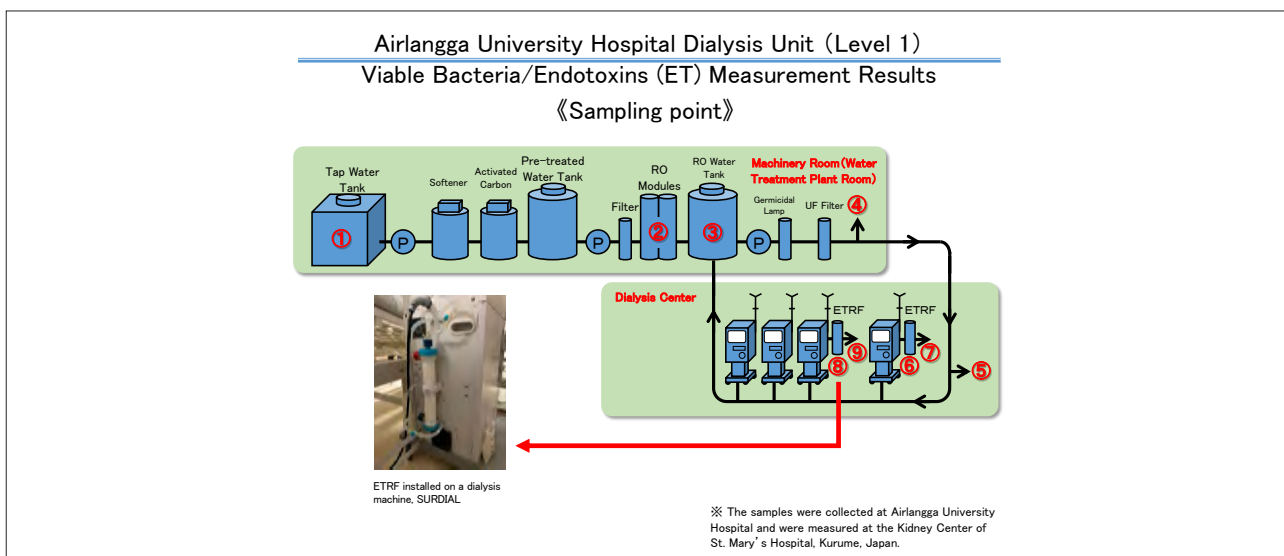 Airlangga University Hospital Dialysis Unit (Level 1)
Viable Bacteria/Endotoxins (ET) Measurement Results
《Sampling point》
Tap Water
Tank
Softener
Activated
Carbon
Pre-treated
Water Tank
Filter
RO
Modules
RO Water
Tank
Machinery Room(Water
Treatment Plant Room)
Germicidal
Lamp
UF Filter
④
①
P
P
②
③
P
Dialysis Center
ETRF
ETRF
⑨
⑦
⑧
⑥
⑤
ETRF installed on a dialysis
machine, SURDIAL
※ The samples were collected at Airlangga University
Hospital and were measured at the Kidney Center of
St. Mary's Hospital, Kurume, Japan.